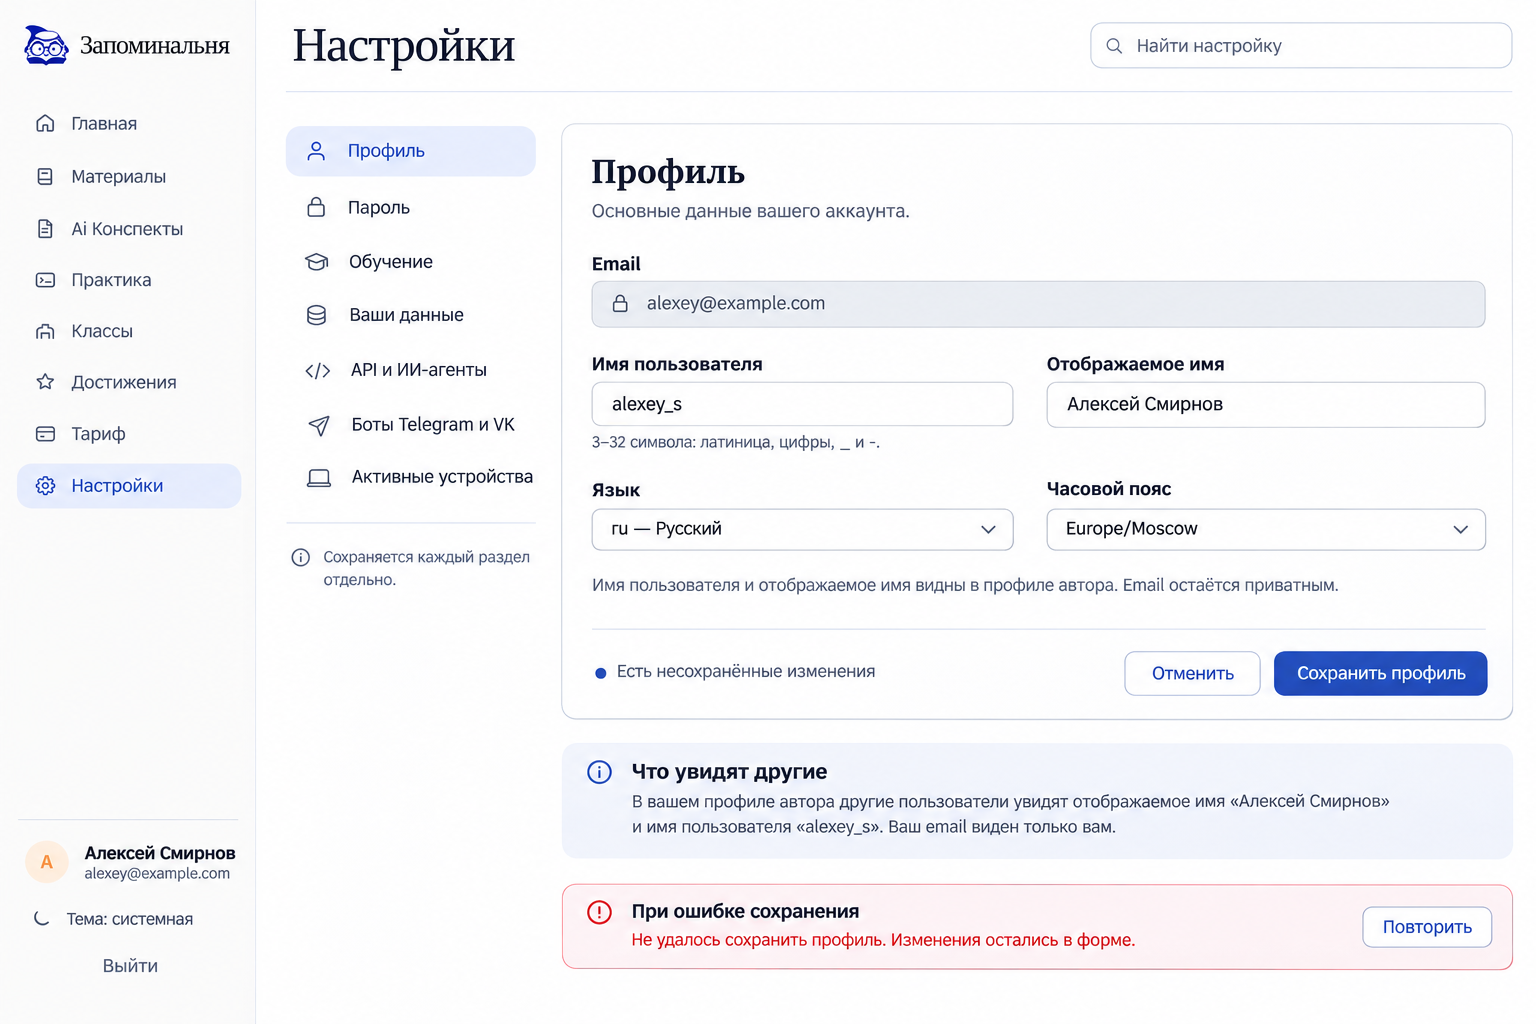 Запоминальня
Главная
Материалы
Ai Конспекты
Практика
Классы
Достижения
Тариф
Настройки
А
Алексей Смирнов
alexey@example.com
Тема: системная
Выйти
Настройки
Найти настройку
Профиль
Пароль
Обучение
Ваши данные
API и ИИ-агенты
Боты Telegram и VK
Активные устройства
Сохраняется каждый раздел
отдельно.
Профиль
Основные данные вашего аккаунта.
Email
alexey@example.com
Имя пользователя
alexey_s
3–32 символа: латиница, цифры, _ и -.
Отображаемое имя
Алексей Смирнов
Язык
ru — Русский
Часовой пояс
Europe/Moscow
Имя пользователя и отображаемое имя видны в профиле автора. Email остаётся приватным.
Есть несохранённые изменения
Отменить
Сохранить профиль
Что увидят другие
В вашем профиле автора другие пользователи увидят отображаемое имя «Алексей Смирнов»
и имя пользователя «alexey_s». Ваш email виден только вам.
При ошибке сохранения
Не удалось сохранить профиль. Изменения остались в форме.
Повторить